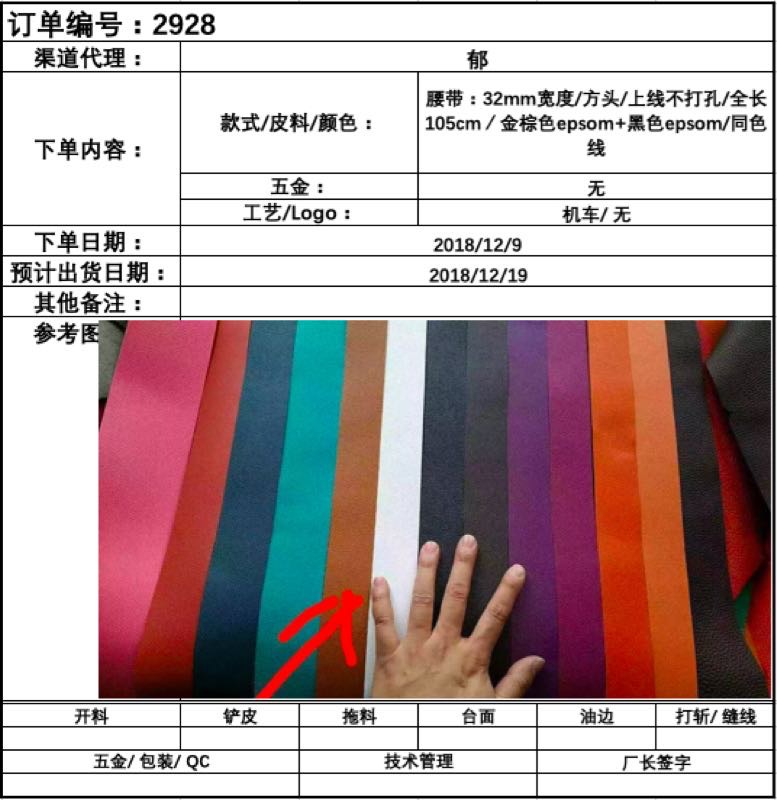 订单编号：2928
渠道代理： 郁
下单内容： 款式/皮料/颜色： 腰带：32mm宽度/方头/上线不打孔/全长
105cm / 金棕色epsom+黑色epsom/同色
线
五金： 无
工艺/Logo： 机车/ 无
下单日期： 2018/12/9
预计出货日期： 2018/12/19
其他备注：
参考图
开料 铲皮 拖料 台面 油边 打斩/ 缝线
五金/ 包装/ QC 技术管理 厂长签字